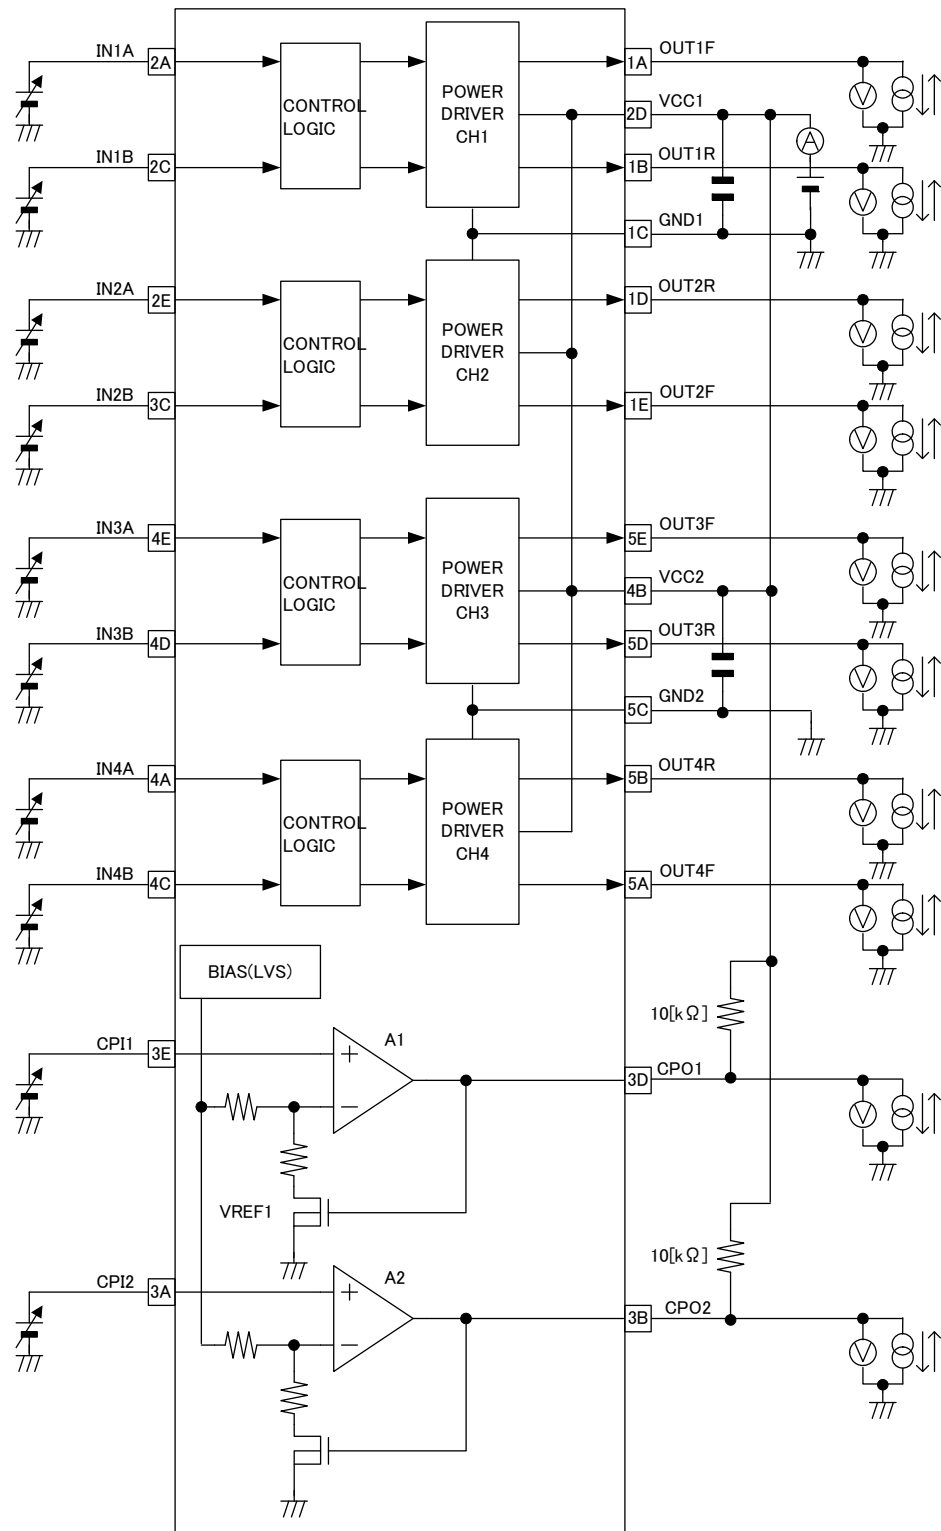 IN1A
2A
CONTROL
LOGIC
POWER
DRIVER
CH1
1A
OUT1F
V
2D
VCC1
A
IN1B
2C
1B
OUT1R
V
1C
GND1
IN2A
2E
CONTROL
LOGIC
POWER
DRIVER
CH2
1D
OUT2R
V
IN2B
3C
1E
OUT2F
V
IN3A
4E
CONTROL
LOGIC
POWER
DRIVER
CH3
5E
OUT3F
V
4B
VCC2
IN3B
4D
5D
OUT3R
V
5C
GND2
IN4A
4A
CONTROL
LOGIC
POWER
DRIVER
CH4
5B
OUT4R
V
IN4B
4C
5A
OUT4F
V
BIAS(LVS)
10[kΩ]
CPI1
3E
+
−
A1
3D
CPO1
V
VREF1
10[kΩ]
CPI2
3A
+
−
A2
3B
CPO2
V